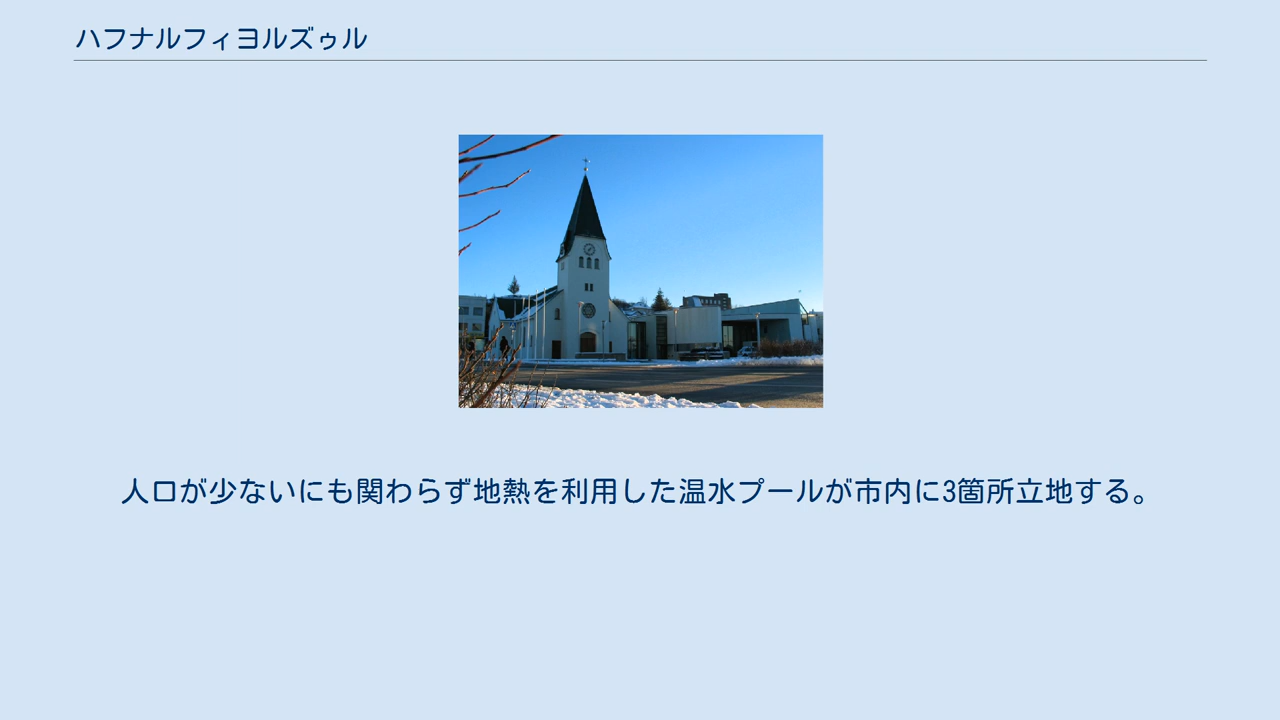 ハフナルフィヨルズゥル
人口が少ないにも関わらず地熱を利用した温水プールが市内に3箇所立地する。